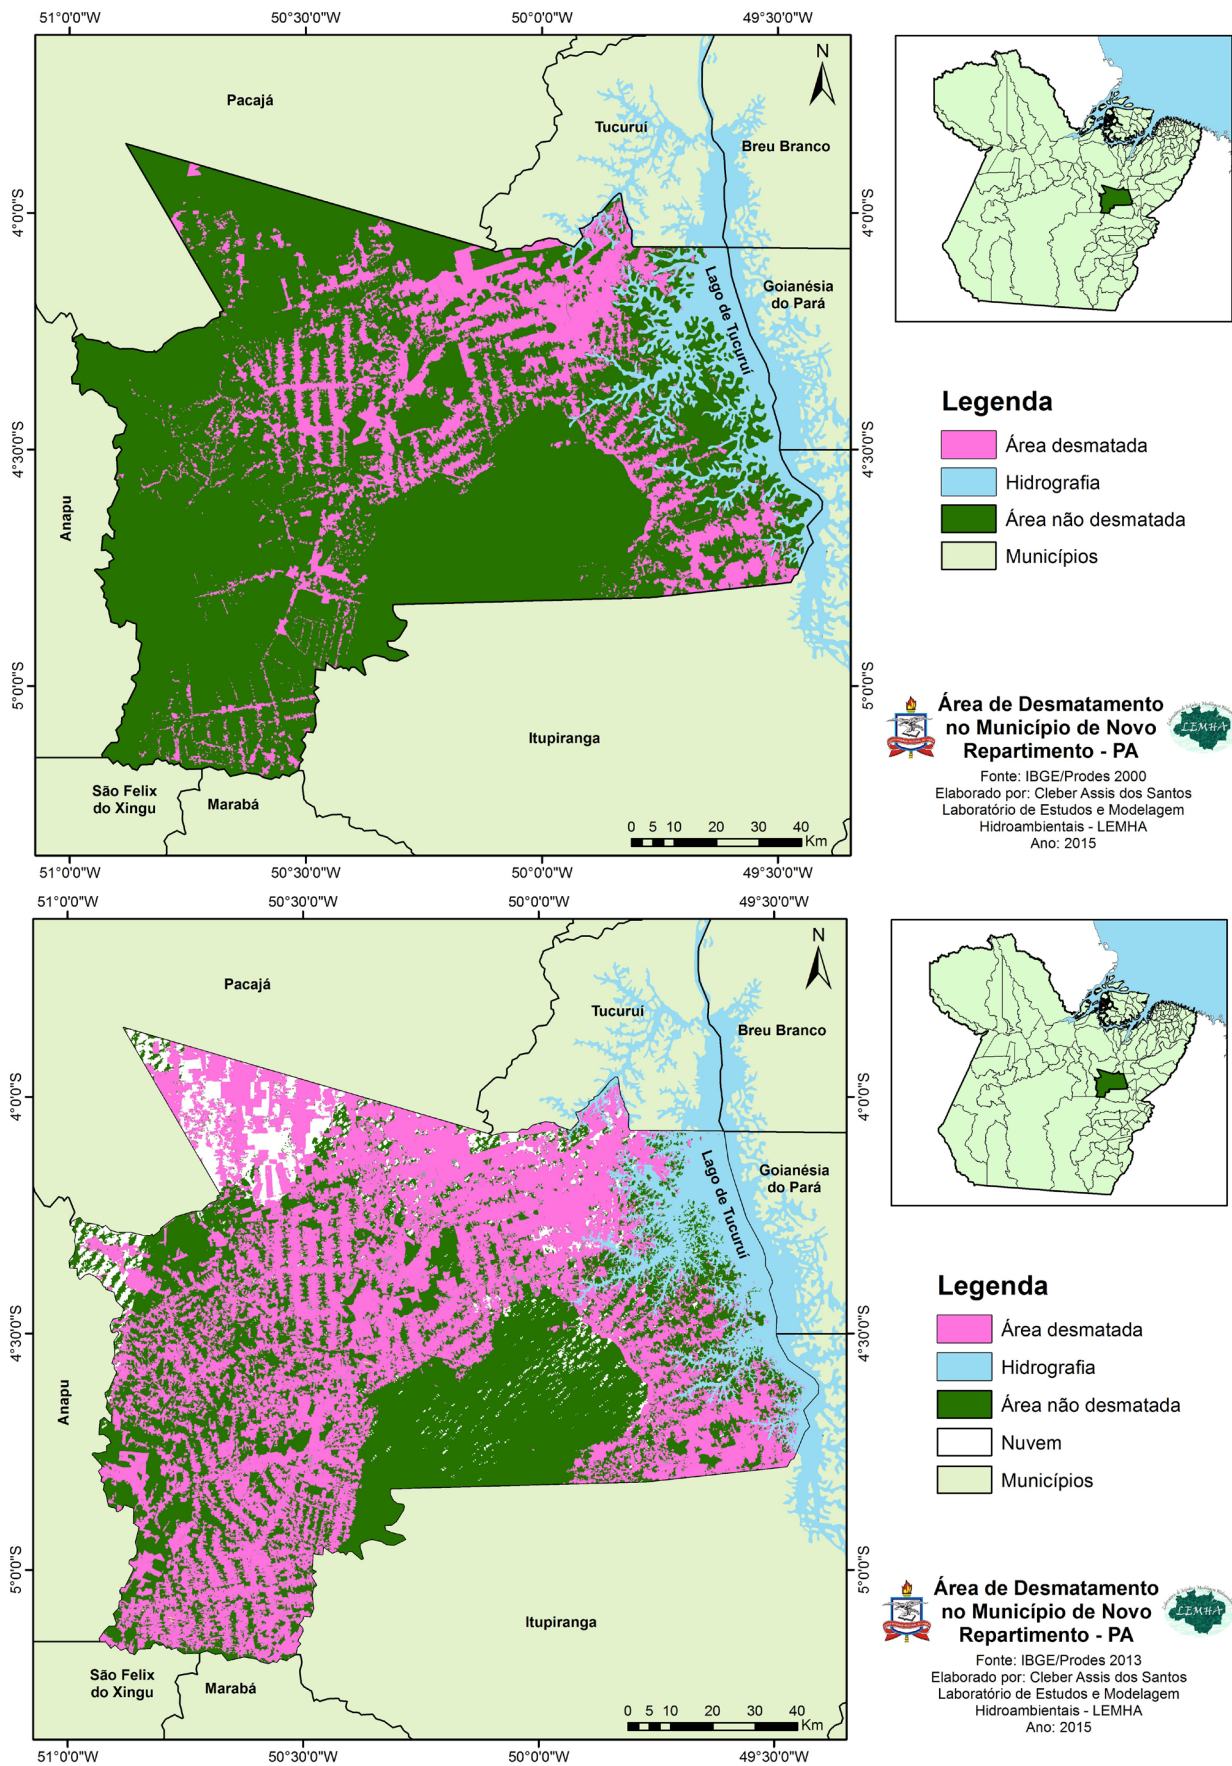 51°0'0"W 50°30'0"W 50°0'0"W 49°30'0"W
N
Pacajá
Tucuruí
Breu Branco
4°0'0"S
4°0'0"S
Goianésia
do Pará
Lago de Tucuruí
4°30'0"S
4°30'0"S
Anapu
5°0'0"S
5°0'0"S
Itupiranga
São Felix
do Xingu
Marabá
0 5 10 20 30 40
Km
51°0'0"W 50°30'0"W 50°0'0"W 49°30'0"W
Legenda
Área desmatada
Hidrografia
Área não desmatada
Municípios
Área de Desmatamento
no Município de Novo
Repartimento - PA
LEMHA
Fonte: IBGE/Prodes 2000
Elaborado por: Cleber Assis dos Santos
Laboratório de Estudos e Modelagem
Hidroambientais - LEMHA
Ano: 2015
51°0'0"W 50°30'0"W 50°0'0"W 49°30'0"W
N
Pacajá
Tucuruí
Breu Branco
4°0'0"S
4°0'0"S
Goianésia
do Pará
Lago de Tucuruí
4°30'0"S
4°30'0"S
Anapu
5°0'0"S
5°0'0"S
Itupiranga
São Felix
do Xingu
Marabá
0 5 10 20 30 40
Km
51°0'0"W 50°30'0"W 50°0'0"W 49°30'0"W
Legenda
Área desmatada
Hidrografia
Área não desmatada
Nuvem
Municípios
Área de Desmatamento
no Município de Novo
Repartimento - PA
LEMHA
Fonte: IBGE/Prodes 2013
Elaborado por: Cleber Assis dos Santos
Laboratório de Estudos e Modelagem
Hidroambientais - LEMHA
Ano: 2015